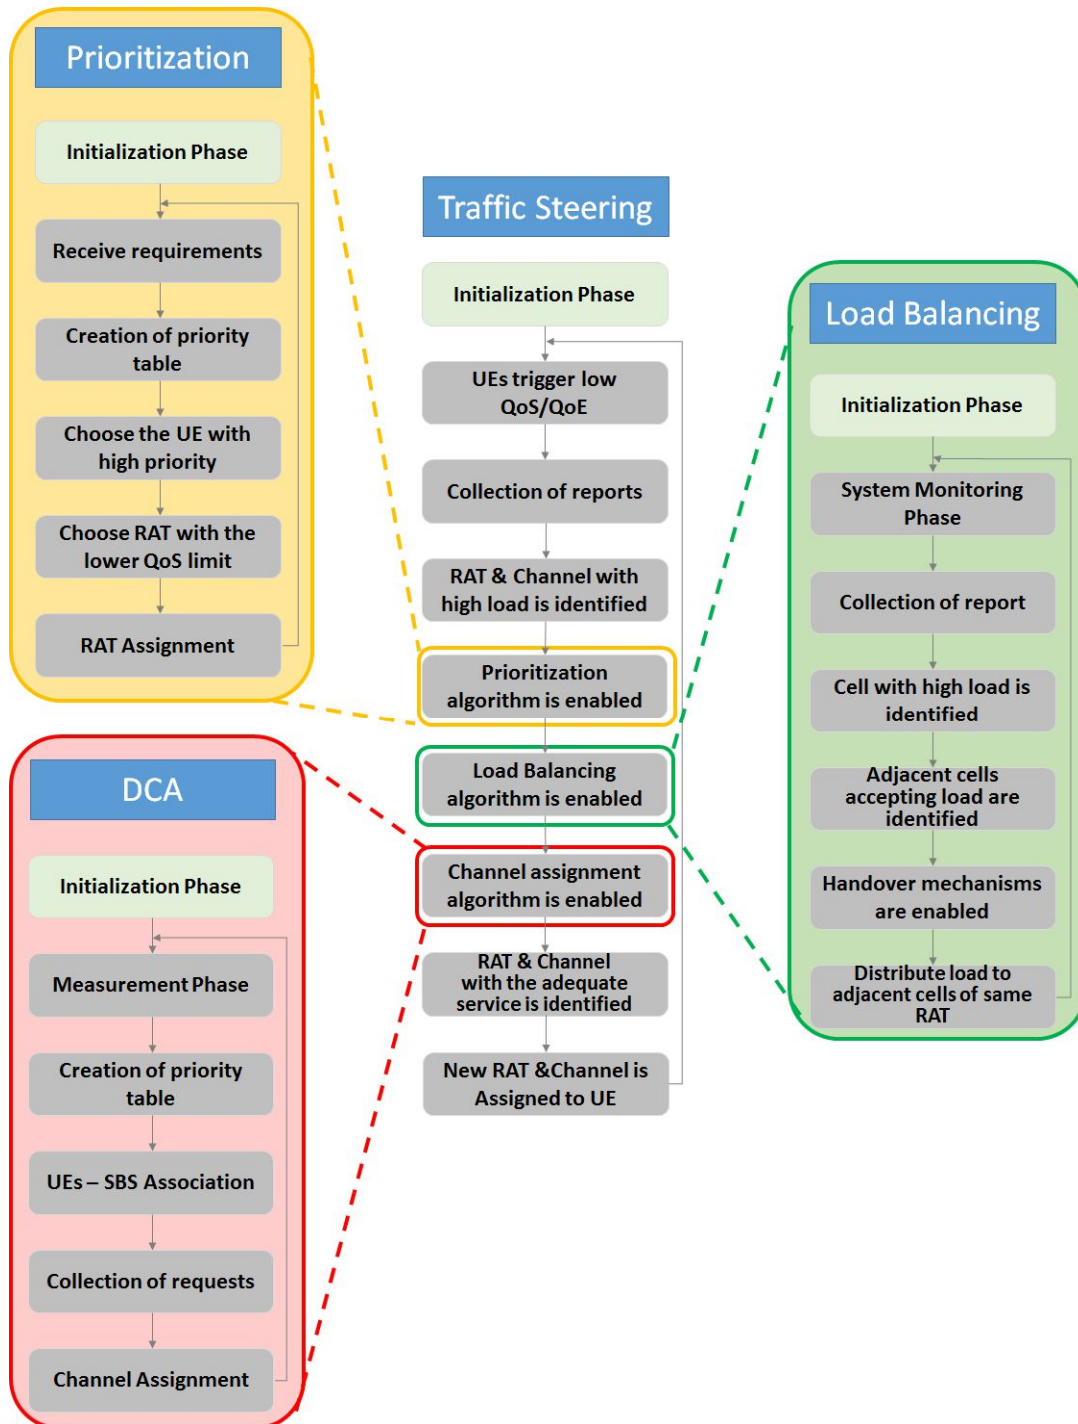 Prioritization
Initialization Phase
Receive requirements
Creation of priority
table
Choose the UE with
high priority
Choose RAT with the
lower QoS limit
RAT Assignment
DCA
Initialization Phase
Measurement Phase
Creation of priority
table
UEs – SBS Association
Collection of requests
Channel Assignment
Traffic Steering
Initialization Phase
UEs trigger low
QoS/QoE
Collection of reports
RAT & Channel with
high load is identified
Prioritization
algorithm is enabled
Load Balancing
algorithm is enabled
Channel assignment
algorithm is enabled
RAT & Channel
with the adequate
service is identified
New RAT &Channel is
Assigned to UE
Load Balancing
Initialization Phase
System Monitoring
Phase
Collection of report
Cell with high load is
identified
Adjacent cells
accepting load are
identified
Handover mechanisms
are enabled
Distribute load to
adjacent cells of same
RAT